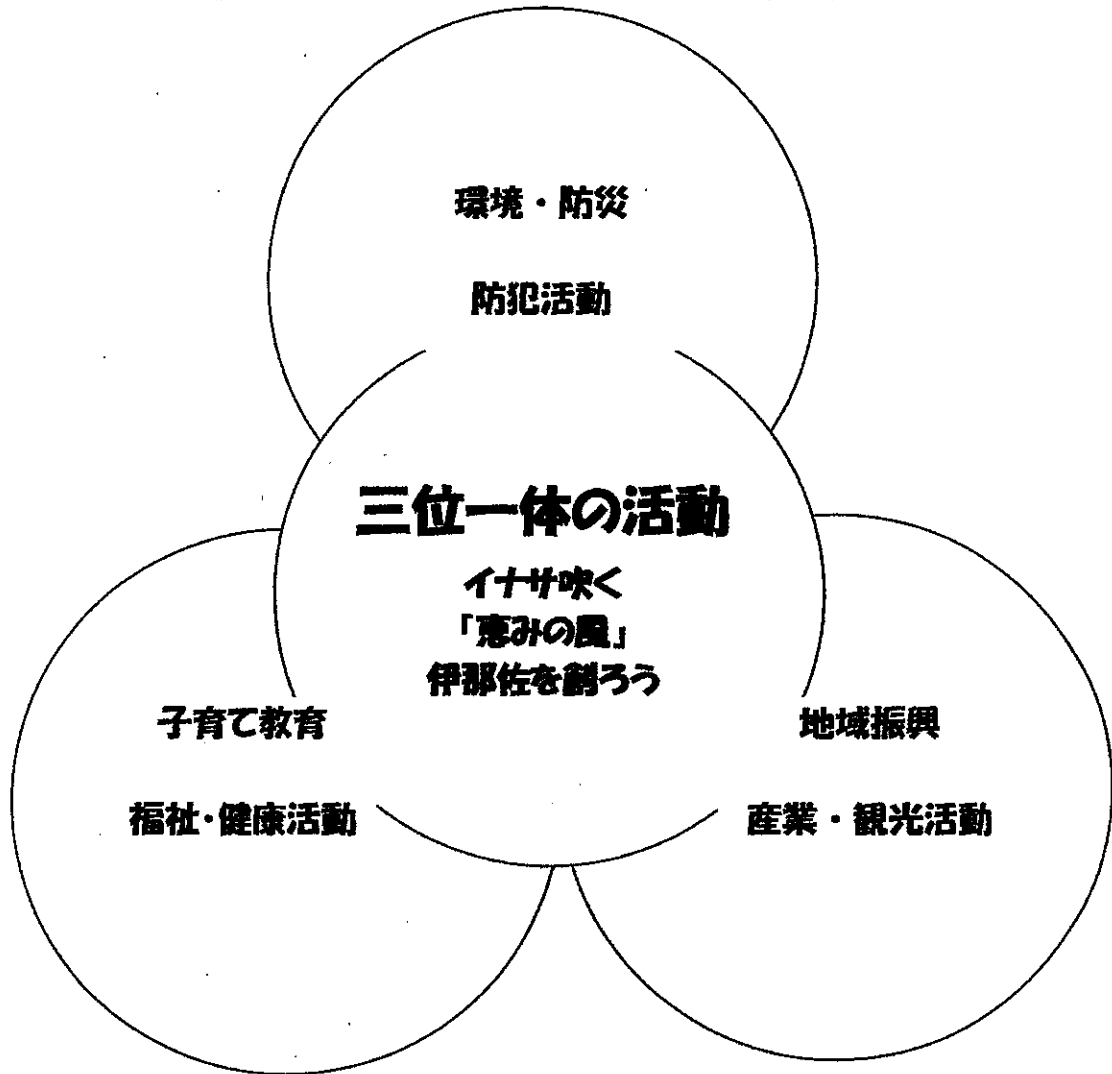 環境・防災
防犯活動
三位一体の活動
イナサ吹く
「恵みの風」
伊那佐を創ろう
子育て教育
福祉・健康活動
地域振興
産業・観光活動